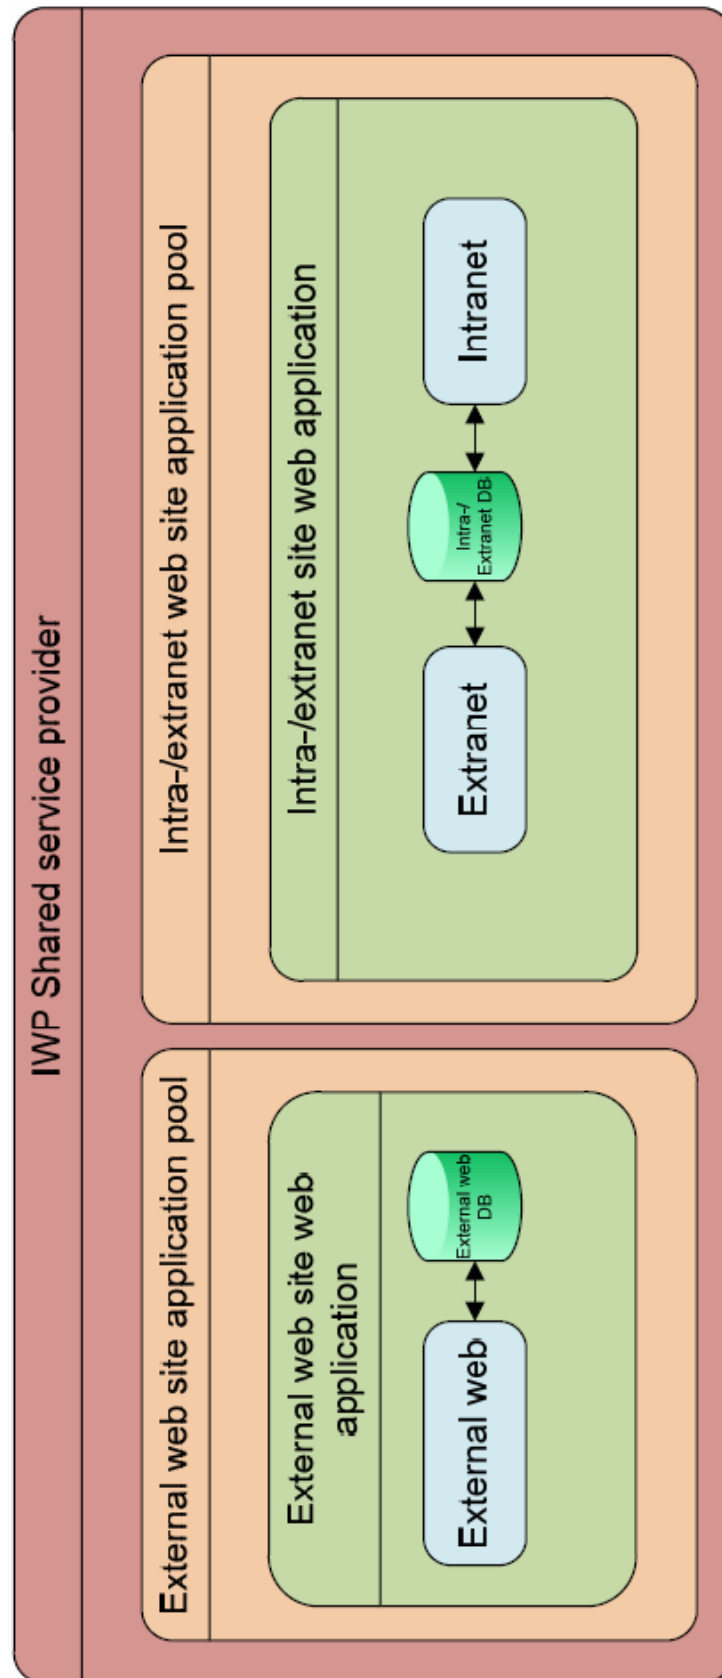 IWP Shared service provider
External web site application pool
External web site web
application
External web
External web
DB
Intra-/extranet web site application pool
Intra-/extranet site web application
Extranet
Intra-/
Extranet DB
Intranet